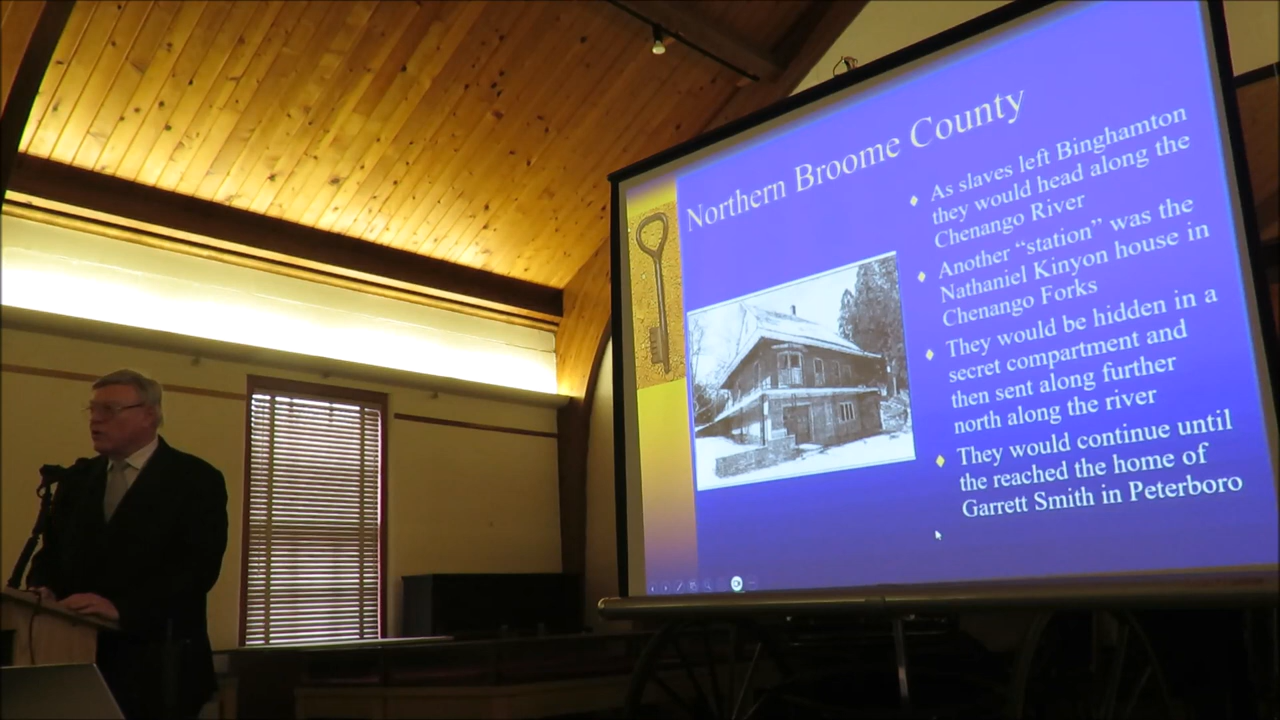 Northern Broome County
As slaves left Binghamton
they would head along the
Chenango River
Another “station” was the
Nathaniel Kinyon house in
Chenango Forks
They would be hidden in a
secret compartment and
then sent along further
north along the river
They would continue until
the reached the home of
Garrett Smith in Peterboro